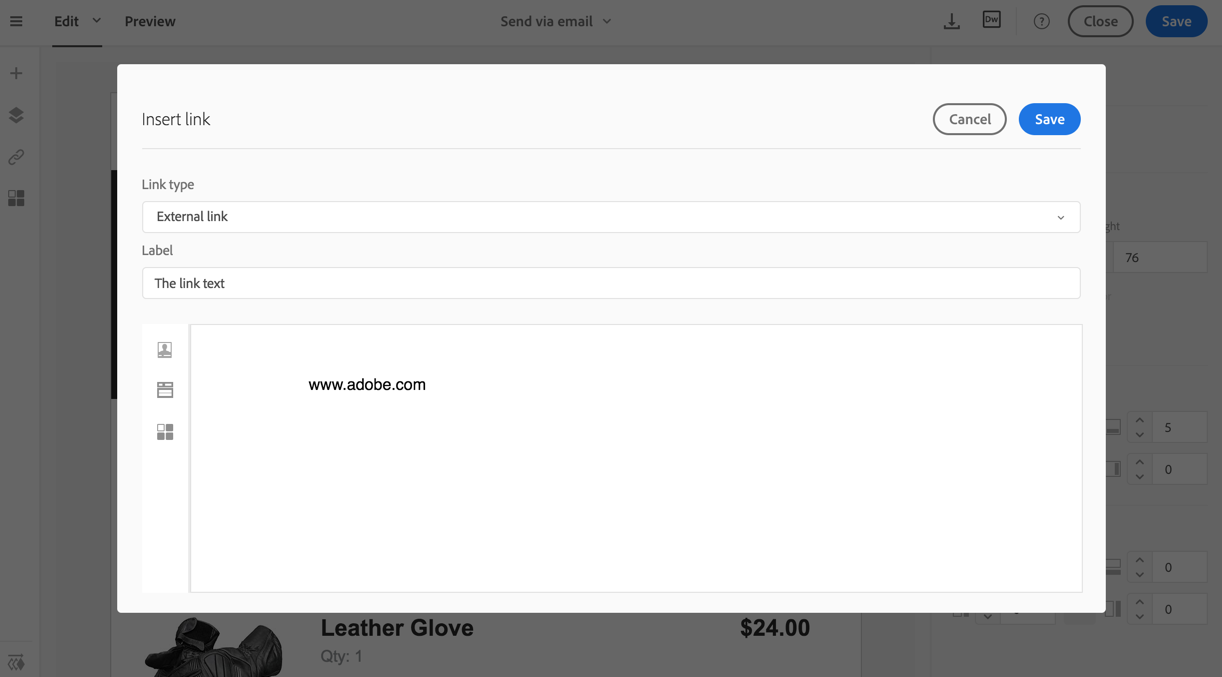 Edit Preview Send via email Dw ? Close Save
Insert link Cancel Save
Link type
External link
Label
ght
76
The link text
www.adobe.com
5
0
0
0
Leather Glove $24.00
Qty: 1